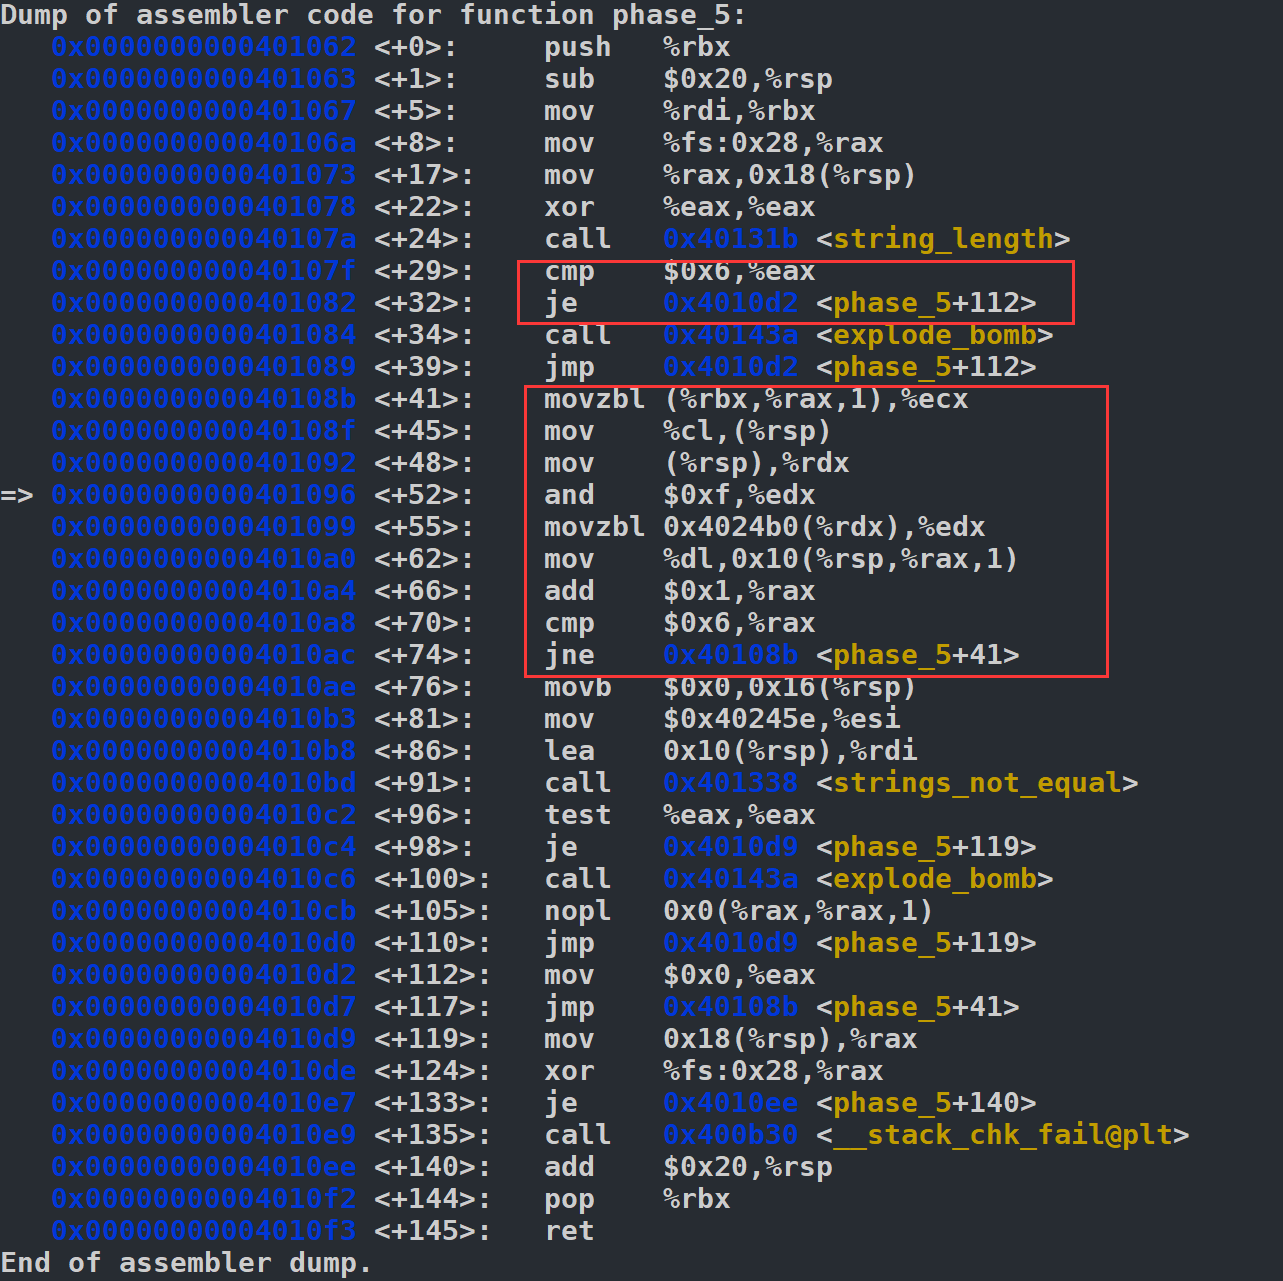 Dump of assembler code for function phase_5:
   0x0000000000401062 <+0>:     push   %rbx
   0x0000000000401063 <+1>:     sub    $0x20,%rsp
   0x0000000000401067 <+5>:     mov    %rdi,%rbx
   0x000000000040106a <+8>:     mov    %fs:0x28,%rax
   0x0000000000401073 <+17>:    mov    %rax,0x18(%rsp)
   0x0000000000401078 <+22>:    xor    %eax,%eax
   0x000000000040107a <+24>:    call   0x40131b <string_length>
   0x000000000040107f <+29>:    cmp    $0x6,%eax
   0x0000000000401082 <+32>:    je     0x4010d2 <phase_5+112>
   0x0000000000401084 <+34>:    call   0x40143a <explode_bomb>
   0x0000000000401089 <+39>:    jmp    0x4010d2 <phase_5+112>
   0x000000000040108b <+41>:    movzbl (%rbx,%rax,1),%ecx
   0x000000000040108f <+45>:    mov    %cl,(%rsp)
   0x0000000000401092 <+48>:    mov    (%rsp),%rdx
=> 0x0000000000401096 <+52>:    and    $0xf,%edx
   0x0000000000401099 <+55>:    movzbl 0x4024b0(%rdx),%edx
   0x00000000004010a0 <+62>:    mov    %dl,0x10(%rsp,%rax,1)
   0x00000000004010a4 <+66>:    add    $0x1,%rax
   0x00000000004010a8 <+70>:    cmp    $0x6,%rax
   0x00000000004010ac <+74>:    jne    0x40108b <phase_5+41>
   0x00000000004010ae <+76>:    movb   $0x0,0x16(%rsp)
   0x00000000004010b3 <+81>:    mov    $0x40245e,%esi
   0x00000000004010b8 <+86>:    lea    0x10(%rsp),%rdi
   0x00000000004010bd <+91>:    call   0x401338 <strings_not_equal>
   0x00000000004010c2 <+96>:    test   %eax,%eax
   0x00000000004010c4 <+98>:    je     0x4010d9 <phase_5+119>
   0x00000000004010c6 <+100>:   call   0x40143a <explode_bomb>
   0x00000000004010cb <+105>:   nopl   0x0(%rax,%rax,1)
   0x00000000004010d0 <+110>:   jmp    0x4010d9 <phase_5+119>
   0x00000000004010d2 <+112>:   mov    $0x0,%eax
   0x00000000004010d7 <+117>:   jmp    0x40108b <phase_5+41>
   0x00000000004010d9 <+119>:   mov    0x18(%rsp),%rax
   0x00000000004010de <+124>:   xor    %fs:0x28,%rax
   0x00000000004010e7 <+133>:   je     0x4010ee <phase_5+140>
   0x00000000004010e9 <+135>:   call   0x400b30 <__stack_chk_fail@plt>
   0x00000000004010ee <+140>:   add    $0x20,%rsp
   0x00000000004010f2 <+144>:   pop    %rbx
   0x00000000004010f3 <+145>:   ret
End of assembler dump.